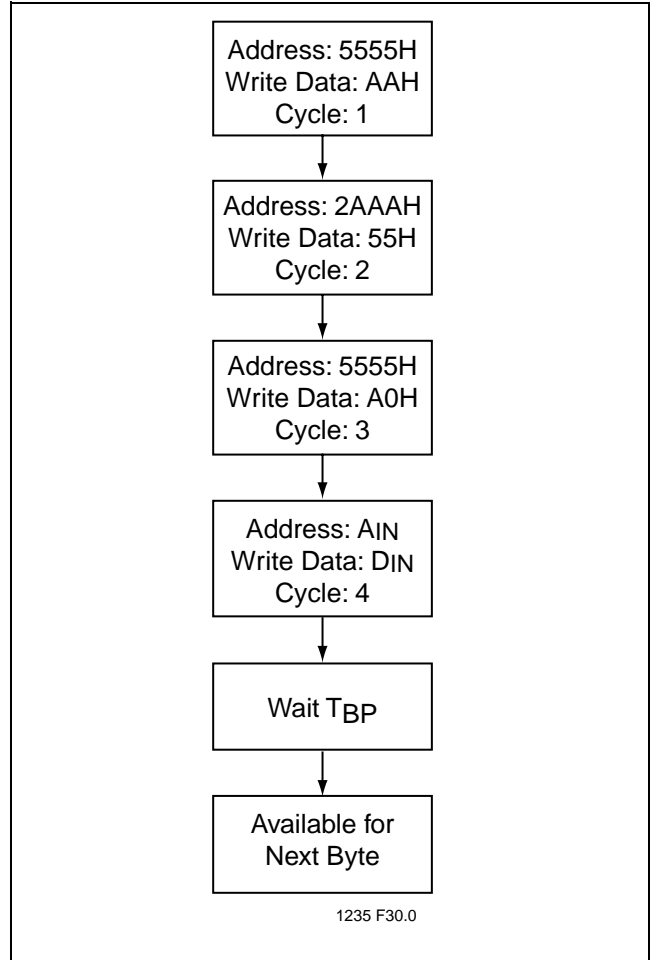 Address: 5555H
Write Data: AAH
Cycle: 1
Address: 2AAAH
Write Data: 55H
Cycle: 2
Address: 5555H
Write Data: A0H
Cycle: 3
Address: AIN
Write Data: DIN
Cycle: 4
Wait TBP
Available for
Next Byte
1235 F30.0